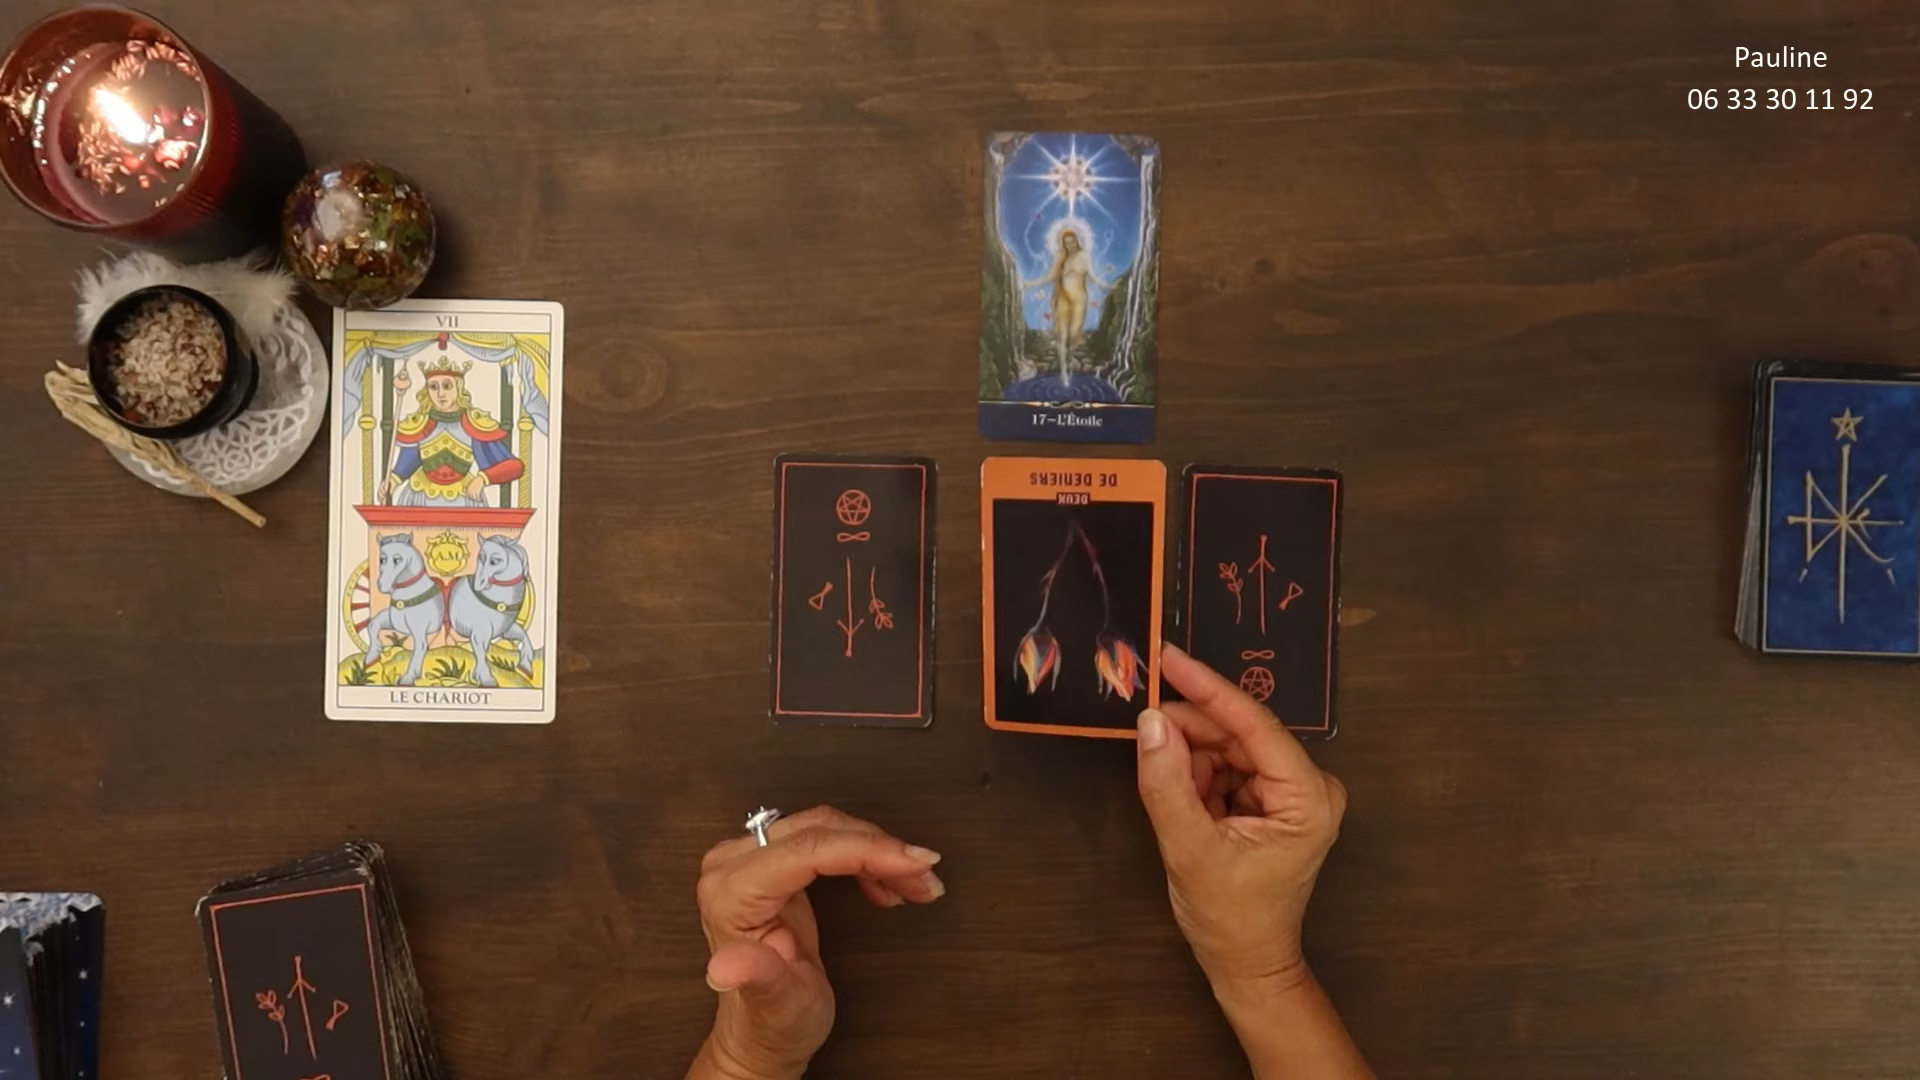 Pauline
06 33 30 11 92
VII
A.M
LE CHARIOT
17-L'Étoile
DEUX
DE DENIERS